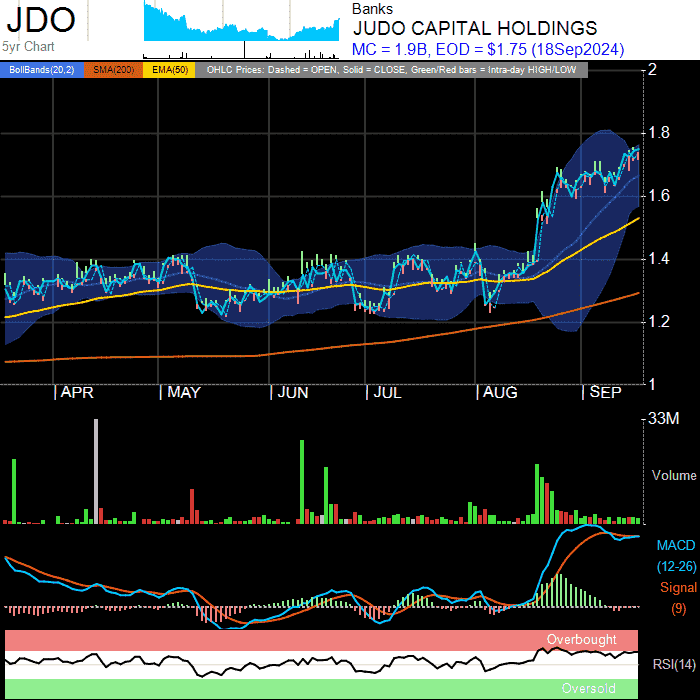 JDO
5yr Chart
Banks
JUDO CAPITAL HOLDINGS
MC = 1.9B, EOD = $1.75 (18Sep2024)
BollBands(20,2) SMA(200) EMA(50) OHLC Prices: Dashed = OPEN, Solid = CLOSE, Green/Red bars = Intra-day HIGH/LOW
2
1.8
1.6
1.4
1.2
1
APR MAY JUN JUL AUG SEP
33M
Volume
MACD
(12-26)
Signal
(9)
Overbought
RSI(14)
Oversold